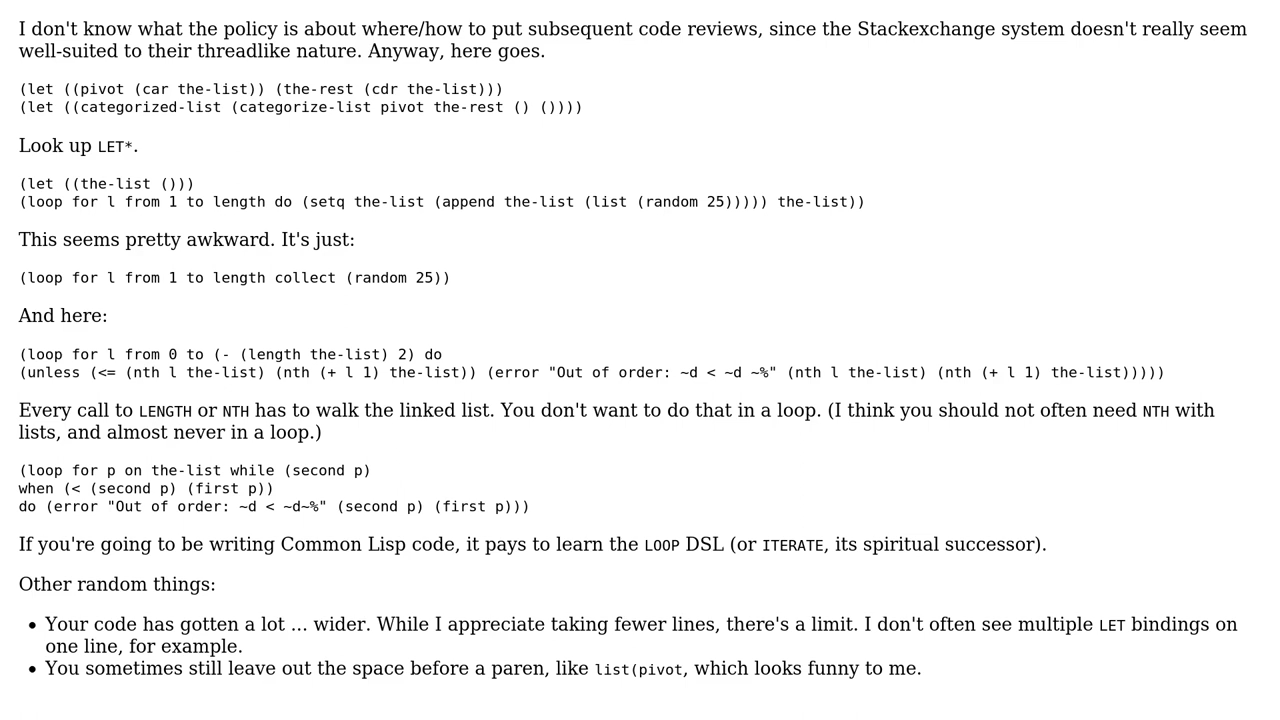 I don't know what the policy is about where/how to put subsequent code reviews, since the Stackexchange system doesn't really seem
well-suited to their threadlike nature. Anyway, here goes.
(let ((pivot (car the-list)) (the-rest (cdr the-list)))
(let ((categorized-list (categorize-list pivot the-rest () ())))
Look up LET*.
(let ((the-list ()))
(loop for l from 1 to length do (setq the-list (append the-list (list (random 25))))) the-list))
This seems pretty awkward. It's just:
(loop for l from 1 to length collect (random 25))
And here:
(loop for l from 0 to (- (length the-list) 2) do
(unless (<= (nth l the-list) (nth (+ l 1) the-list)) (error "Out of order: ~d < ~d ~%" (nth l the-list) (nth (+ l 1) the-list)))))
Every call to LENGTH or NTH has to walk the linked list. You don't want to do that in a loop. (I think you should not often need NTH with
lists, and almost never in a loop.)
(loop for p on the-list while (second p)
when (< (second p) (first p))
do (error "Out of order: ~d < ~d~%" (second p) (first p)))
If you're going to be writing Common Lisp code, it pays to learn the LOOP DSL (or ITERATE, its spiritual successor).
Other random things:
• Your code has gotten a lot ... wider. While I appreciate taking fewer lines, there's a limit. I don't often see multiple LET bindings on
one line, for example.
• You sometimes still leave out the space before a paren, like list(pivot, which looks funny to me.